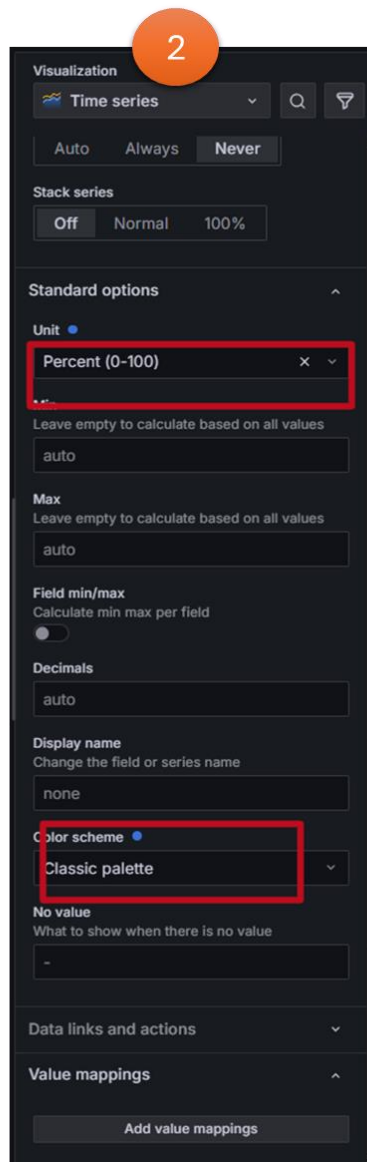 2
Visualization
Time series
Auto Always Never
Stack series
Off Normal 100%
Standard options
Unit
Percent (0-100)
Min
Leave empty to calculate based on all values
auto
Max
Leave empty to calculate based on all values
auto
Field min/max
Calculate min max per field
Decimals
auto
Display name
Change the field or series name
none
Color scheme
Classic palette
No value
What to show when there is no value
-
Data links and actions
Value mappings
Add value mappings